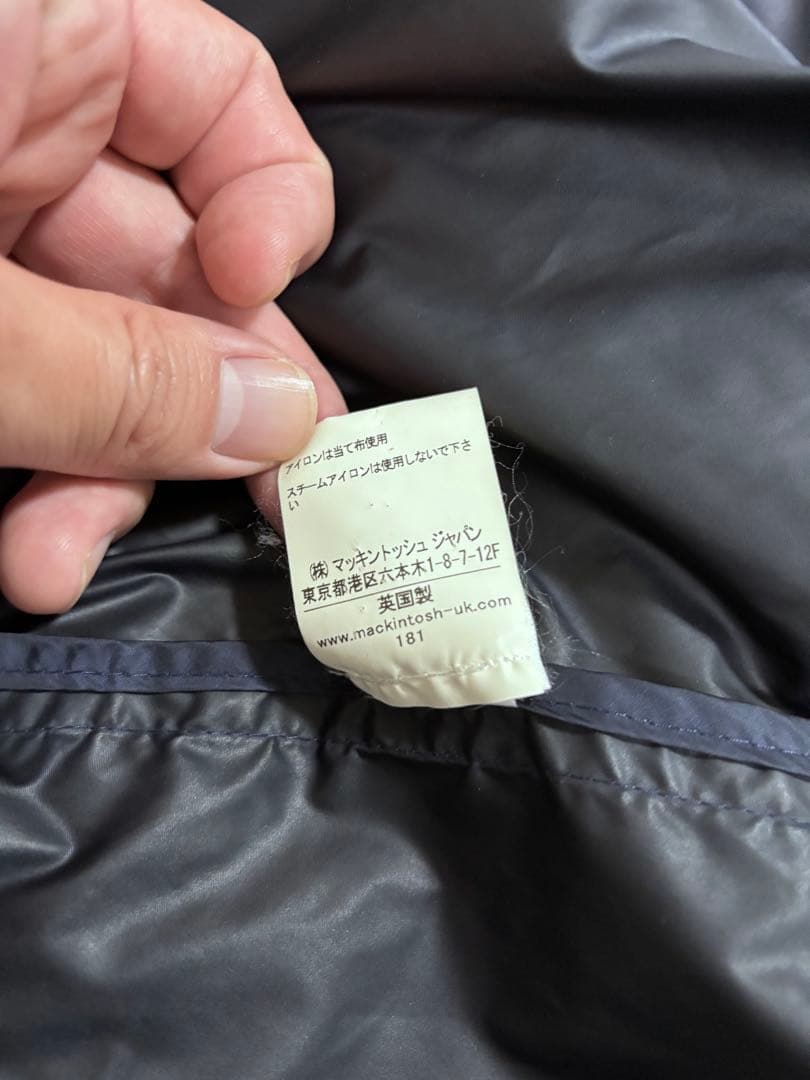 アイロンは当て布使用
スチームアイロンは使用しないで下さ
い
(株) マッキントッシュ ジャパン
東京都港区六本木1-8-7-12F
英国製
www.mackintosh-uk.com
181